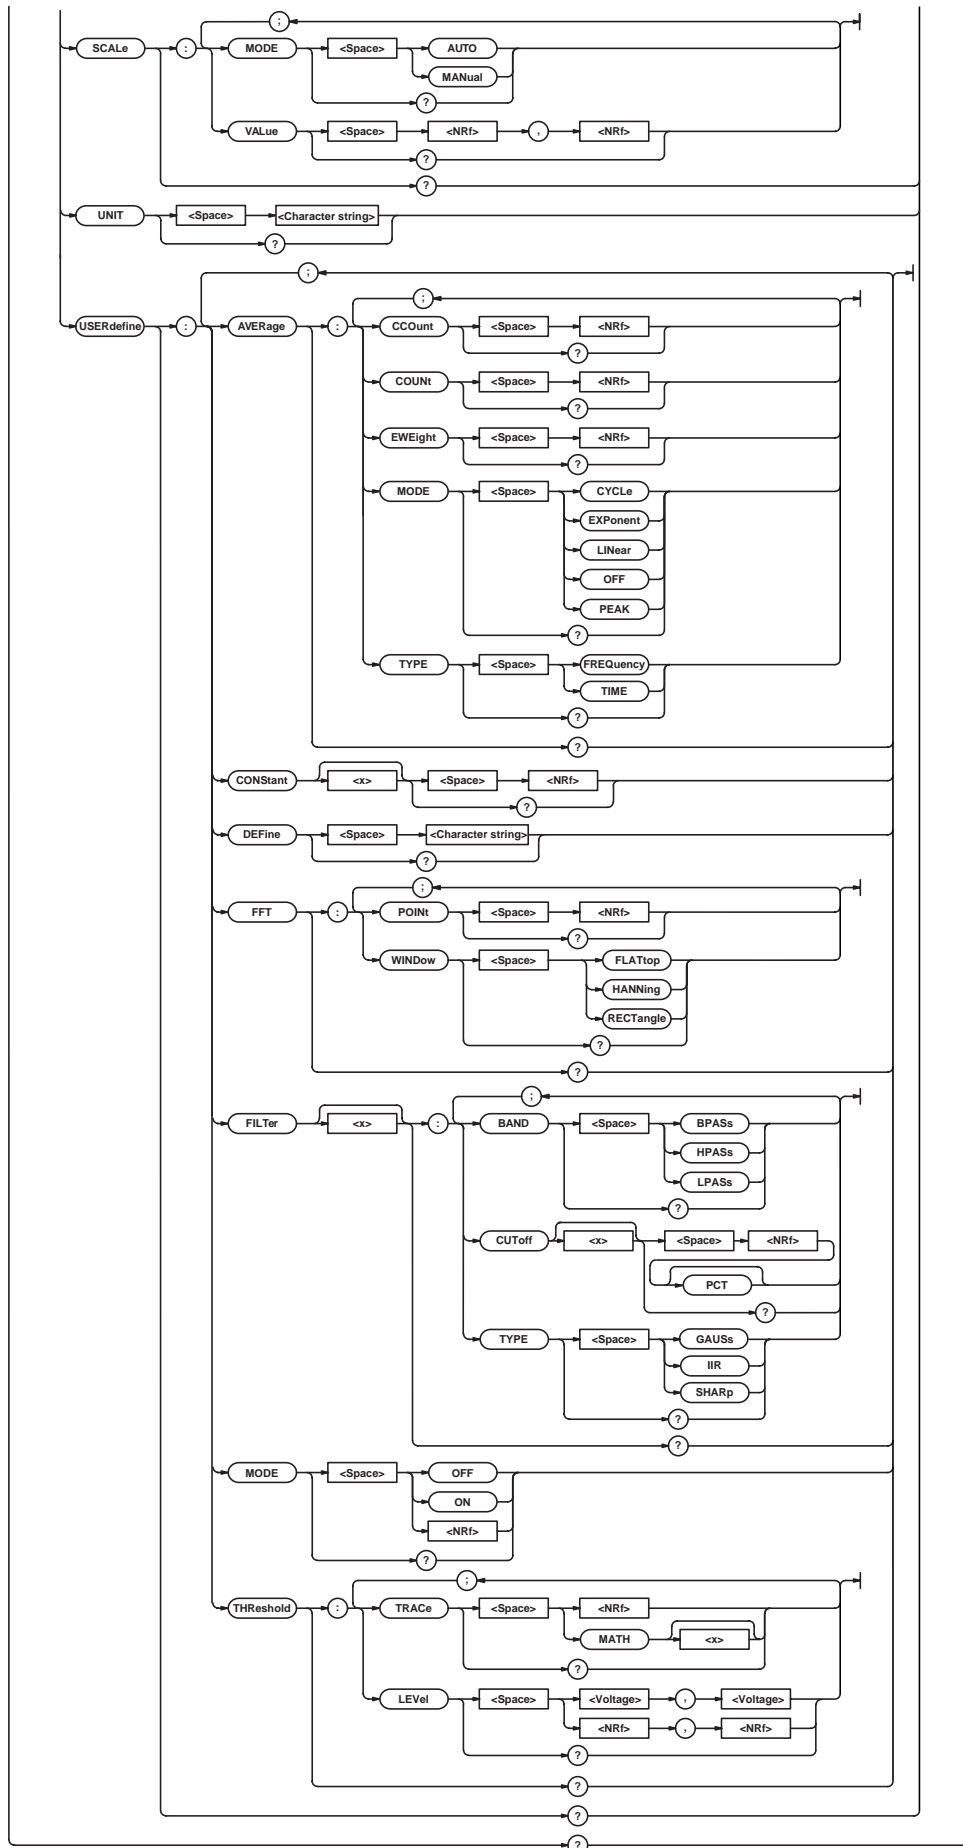 ;
SCALe : MODE <Space> AUTO
MANual
?
VALue <Space> <NRf> , <NRf>
?
?
UNIT <Space> <Character string>
?
;
;
USERdefine : AVERage : CCOUnt <Space> <NRf>
?
COUNt <Space> <NRf>
?
EWEight <Space> <NRf>
?
MODE <Space> CYCLe
EXPonent
LINear
OFF
PEAK
?
TYPE <Space> FREQuency
TIME
?
?
CONStant <x> <Space> <NRf>
?
DEFine <Space> <Character string>
?
;
FFT : POINt <Space> <NRf>
?
WINDow <Space> FLATtop
HANNing
RECTangle
?
?
;
FILTer <x> : BAND <Space> BPASs
HPASs
LPASs
?
CUToff <x> <Space> <NRf>
PCT
?
TYPE <Space> GAUSs
IIR
SHARp
?
?
MODE <Space> OFF
ON
<NRf>
?
;
THReshold : TRACe <Space> <NRf>
MATH <x>
?
LEVel <Space> <Voltage> , <Voltage>
<NRf> , <NRf>
?
?
?
?